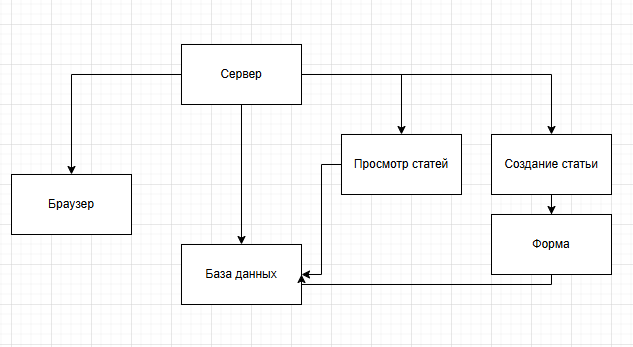 Сервер
Просмотр статей
Создание статьи
Браузер
Форма
База данных